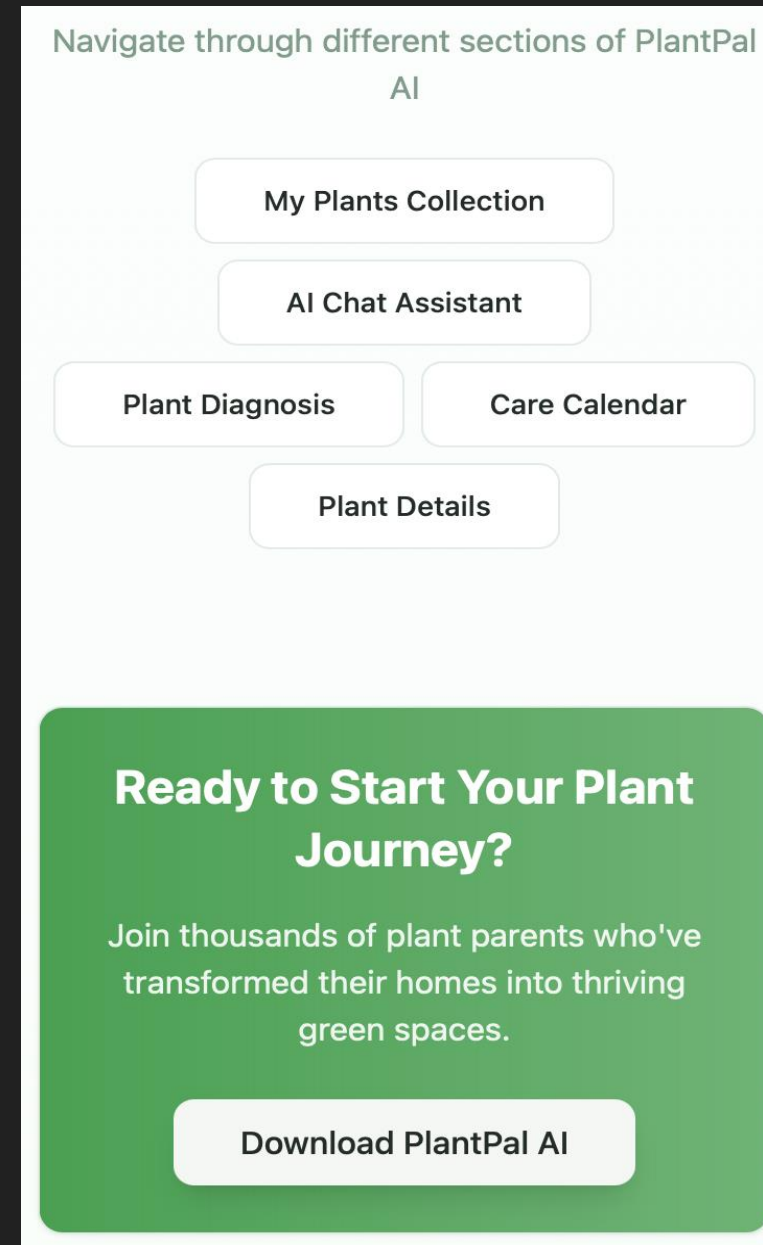 Navigate through different sections of PlantPal
AI
My Plants Collection
AI Chat Assistant
Plant Diagnosis
Care Calendar
Plant Details
Ready to Start Your Plant
Journey?
Join thousands of plant parents who've
transformed their homes into thriving
green spaces.
Download PlantPal AI